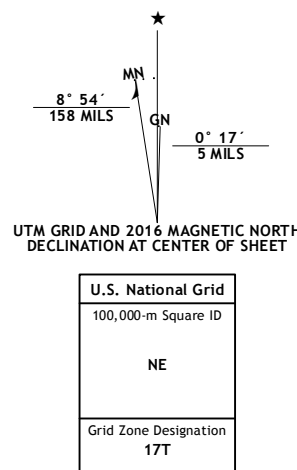 ★
MN
8° 54´
158 MILS
GN
0° 17´
5 MILS
UTM GRID AND 2016 MAGNETIC NORTH
DECLINATION AT CENTER OF SHEET
U.S. National Grid
100,000-m Square ID
NE
Grid Zone Designation
17T